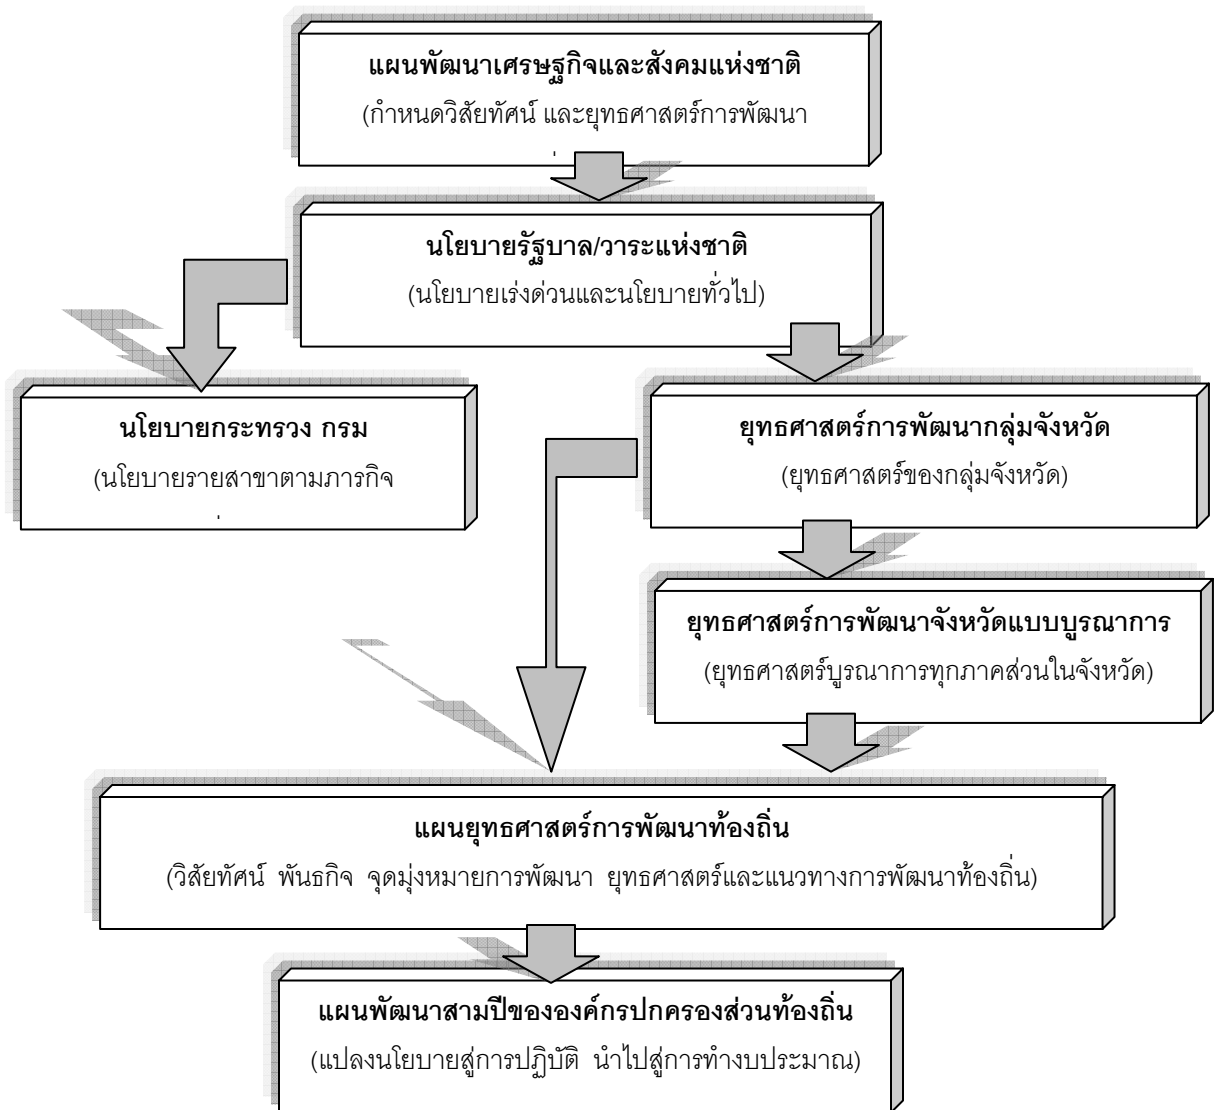 แผนพัฒนาเศรษฐกิจและสังคมแห่งชาติ
(กำหนดวิสัยทัศน์ และยุทธศาสตร์การพัฒนา
นโยบายรัฐบาล/วาระแห่งชาติ
(นโยบายเร่งด่วนและนโยบายทั่วไป)
นโยบายกระทรวง กรม
(นโยบายรายสาขาตามภารกิจ
ยุทธศาสตร์การพัฒนากลุ่มจังหวัด
(ยุทธศาสตร์ของกลุ่มจังหวัด)
ยุทธศาสตร์การพัฒนาจังหวัดแบบบูรณาการ
(ยุทธศาสตร์บูรณาการทุกภาคส่วนในจังหวัด)
แผนยุทธศาสตร์การพัฒนาท้องถิ่น
(วิสัยทัศน์ พันธกิจ จุดมุ่งหมายการพัฒนา ยุทธศาสตร์และแนวทางการพัฒนาท้องถิ่น)
แผนพัฒนาสามปีขององค์กรปกครองส่วนท้องถิ่น
(แปลงนโยบายสู่การปฏิบัติ นำไปสู่การทำงบประมาณ)